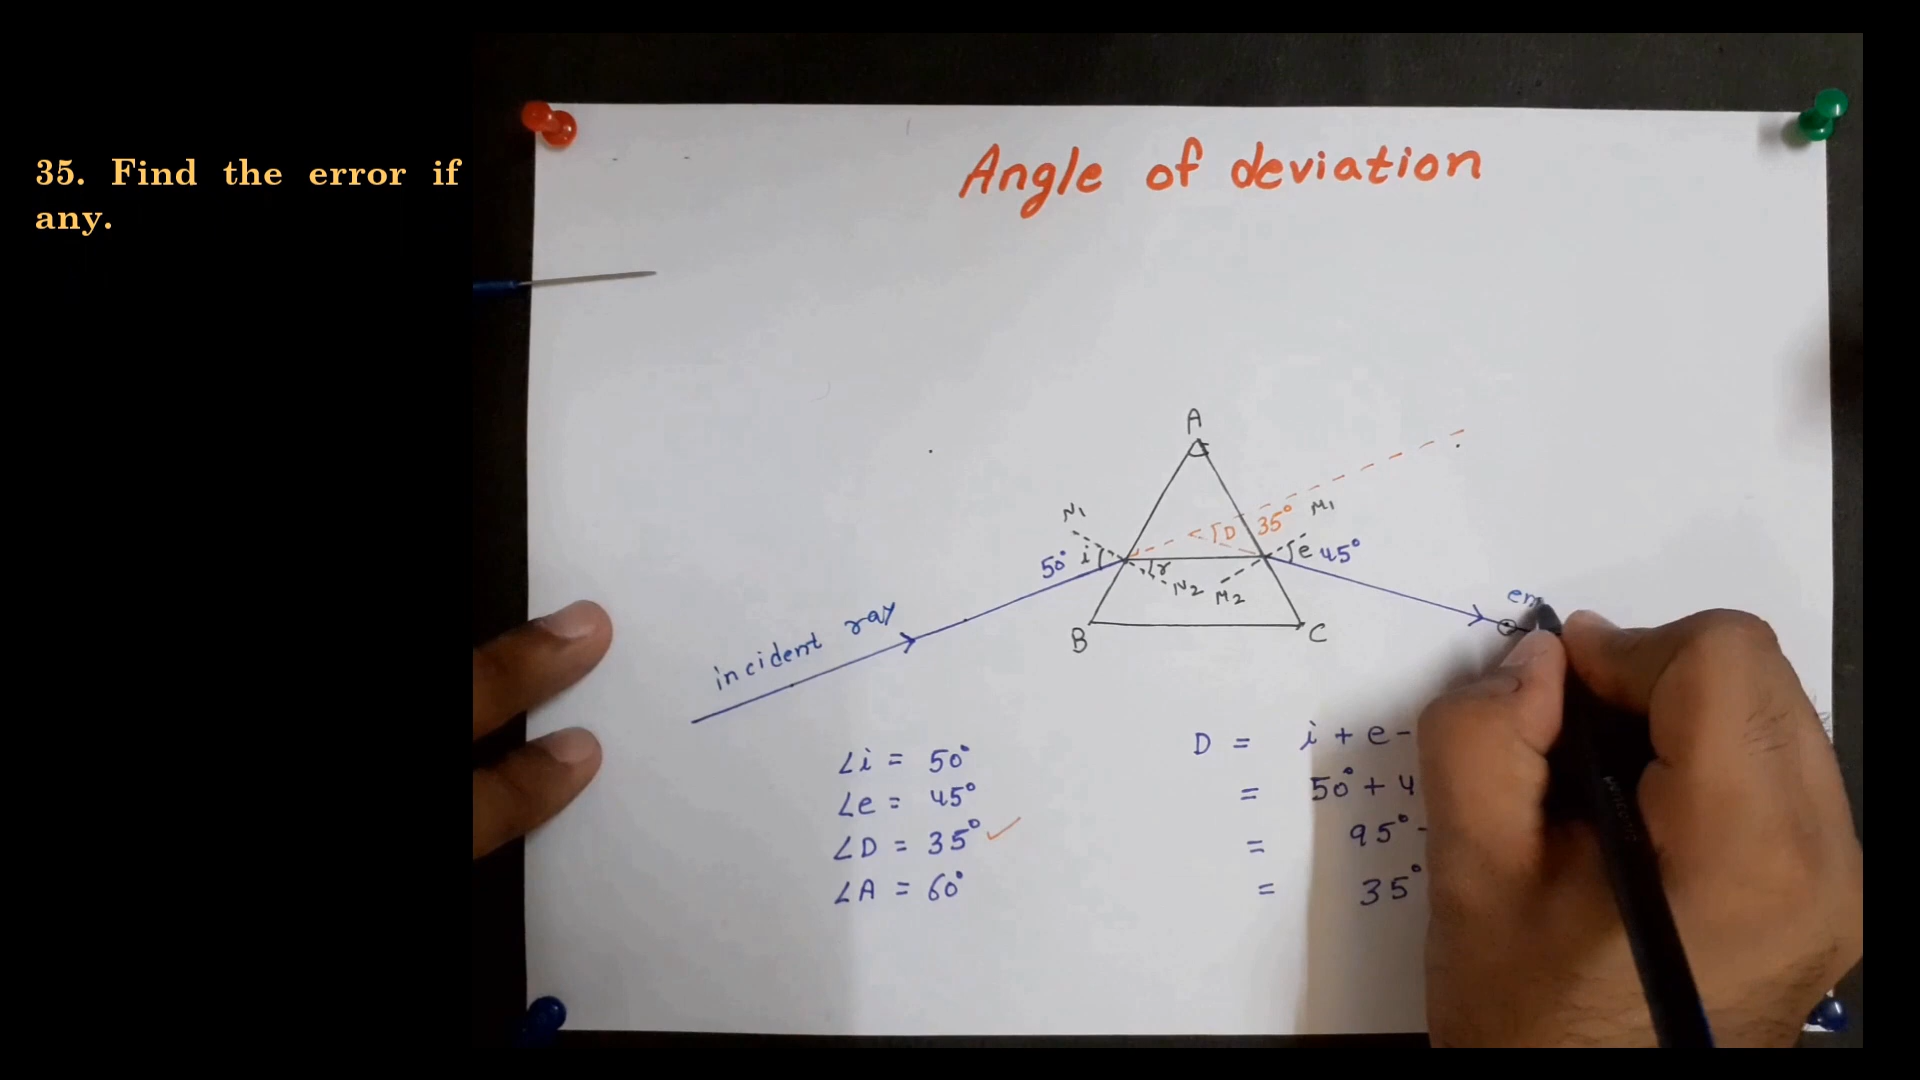 35. Find the error if
any.
Angle of deviation
A
N1
M1
50° i
r
D
35°
e 45°
N2
M2
B
C
incident ray
em
∠i = 50°
∠e = 45°
∠D = 35° ✓
∠A = 60°
D = i + e -
= 50° + 4
= 95° -
= 35°